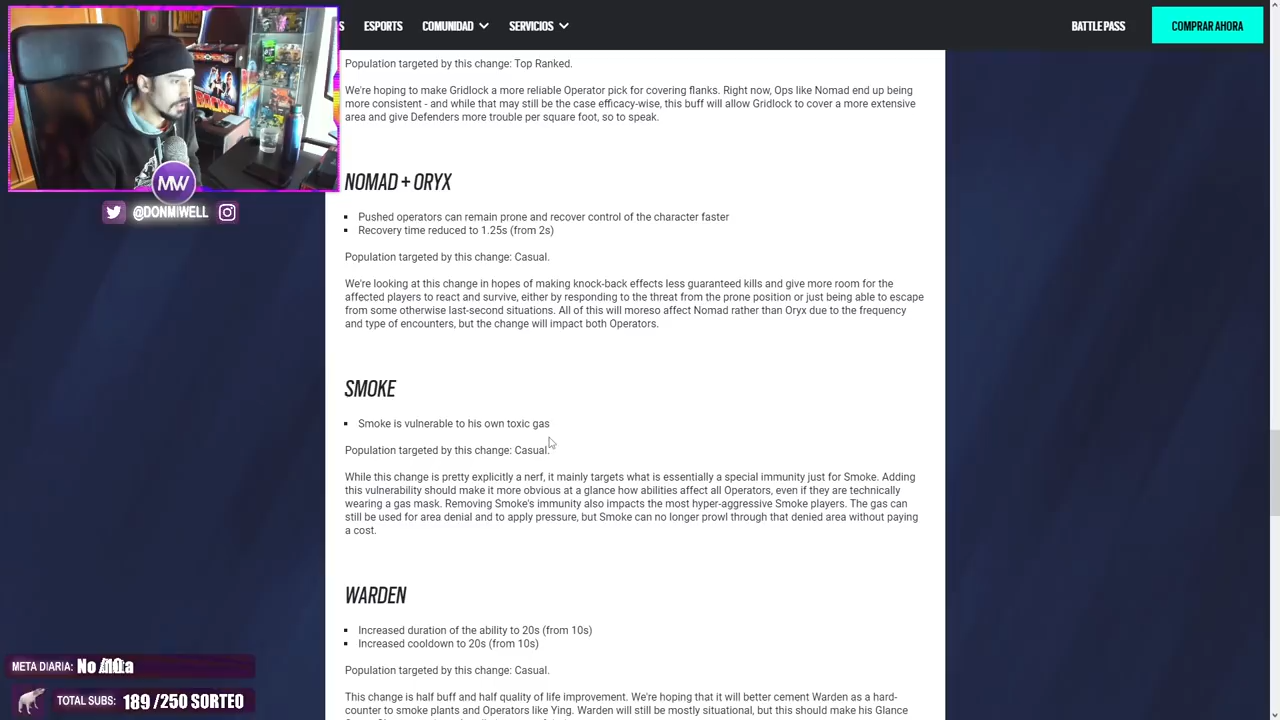 S ESPORTS COMUNIDAD SERVICIOS BATTLE PASS COMPRAR AHORA
Population targeted by this change: Top Ranked.
We're hoping to make Gridlock a more reliable Operator pick for covering flanks. Right now, Ops like Nomad end up being
more consistent - and while that may still be the case efficacy-wise, this buff will allow Gridlock to cover a more extensive
area and give Defenders more trouble per square foot, so to speak.
MW
@DONMIWELL
NOMAD + ORYX
Pushed operators can remain prone and recover control of the character faster
Recovery time reduced to 1.25s (from 2s)
Population targeted by this change: Casual.
We're looking at this change in hopes of making knock-back effects less guaranteed kills and give more room for the
affected players to react and survive, either by responding to the threat from the prone position or just being able to escape
from some otherwise last-second situations. All of this will moreso affect Nomad rather than Oryx due to the frequency
and type of encounters, but the change will impact both Operators.
SMOKE
Smoke is vulnerable to his own toxic gas
Population targeted by this change: Casual.
While this change is pretty explicitly a nerf, it mainly targets what is essentially a special immunity just for Smoke. Adding
this vulnerability should make it more obvious at a glance how abilities affect all Operators, even if they are technically
wearing a gas mask. Removing Smoke's immunity also impacts the most hyper-aggressive Smoke players. The gas can
still be used for area denial and to apply pressure, but Smoke can no longer prowl through that denied area without paying
a cost.
WARDEN
Increased duration of the ability to 20s (from 10s)
Increased cooldown to 20s (from 10s)
Population targeted by this change: Casual.
This change is half buff and half quality of life improvement. We're hoping that it will better cement Warden as a hard-
counter to smoke plants and Operators like Ying. Warden will still be mostly situational, but this should make his Glance
META DIARIA: No
TOTAL SUBS: 189 /250 SORTEO